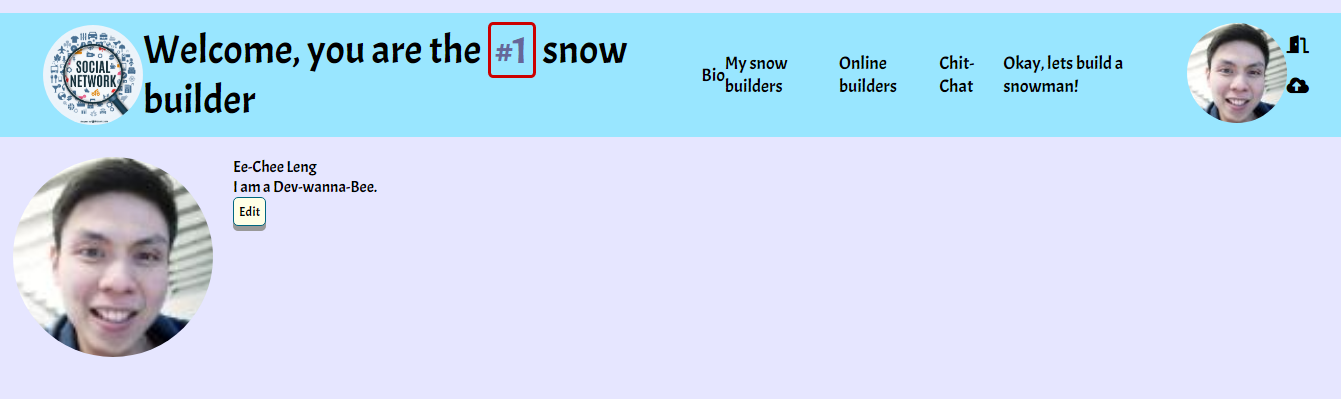 SOCIAL
NETWORK
Welcome, you are the #1 snow
builder
Bio
My snow
builders
Online
builders
Chit-
Chat
Okay, lets build a
snowman!
Ee-Chee Leng
I am a Dev-wanna-Bee.
Edit